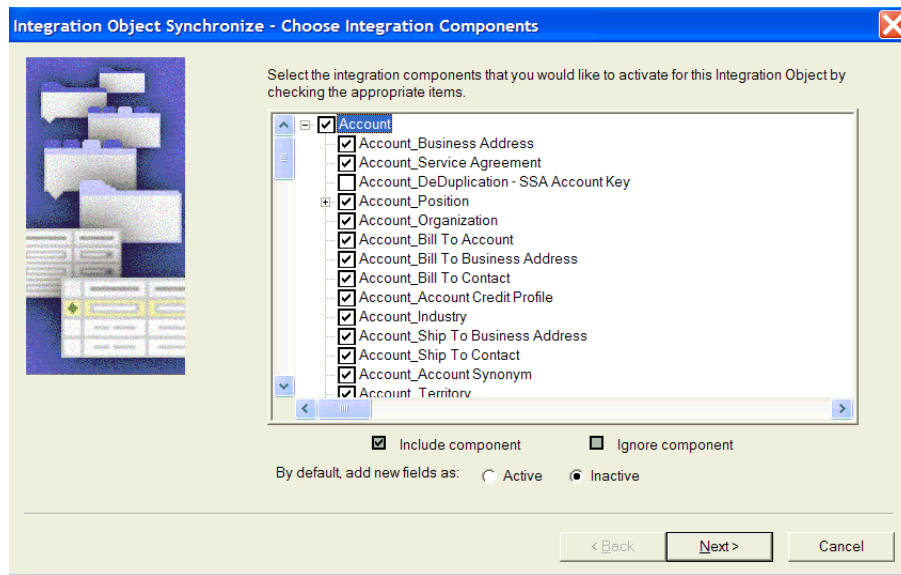 Integration Object Synchronize - Choose Integration Components
Select the integration components that you would like to activate for this Integration Object by
checking the appropriate items.
Account
Account_Business Address
Account_Service Agreement
Account_DeDuplication - SSA Account Key
Account_Position
Account_Organization
Account_Bill To Account
Account_Bill To Business Address
Account_Bill To Contact
Account_Account Credit Profile
Account_Industry
Account_Ship To Business Address
Account_Ship To Contact
Account_Account Synonym
Account_Territory
Include component Ignore component
By default, add new fields as: Active Inactive
< Back Next > Cancel